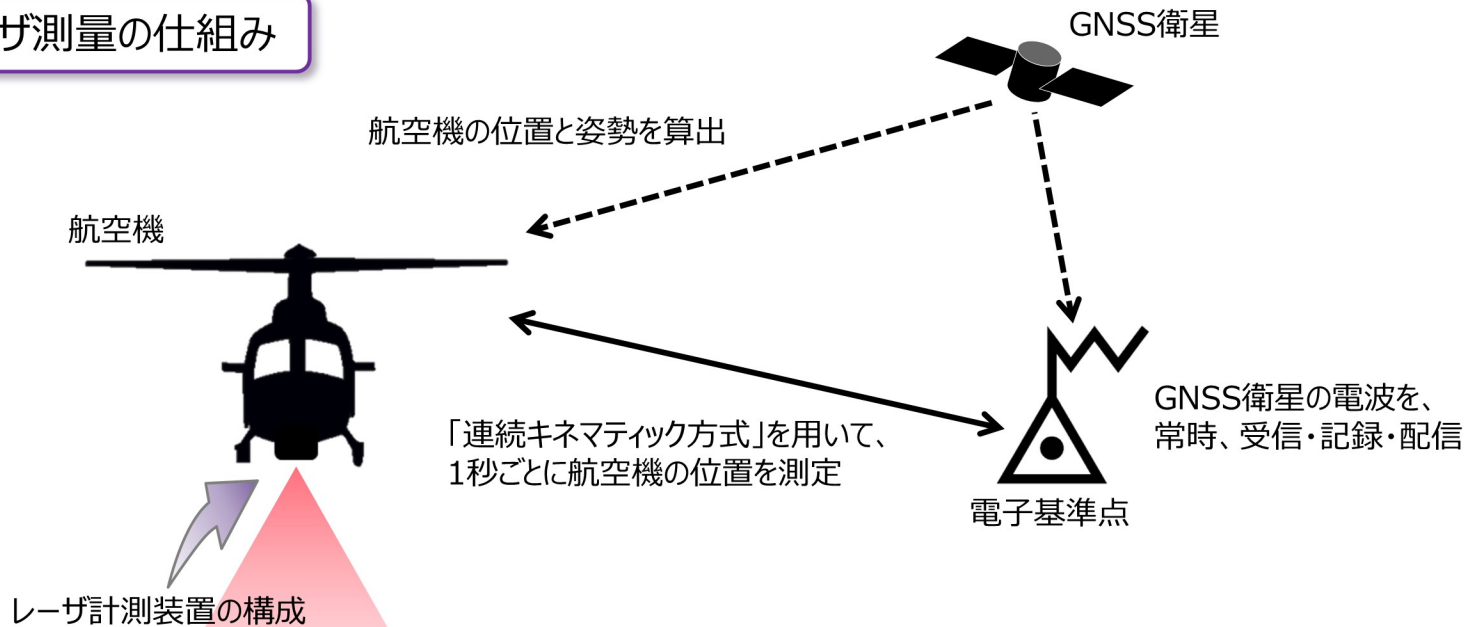 ザ測量の仕組み
GNSS衛星
航空機の位置と姿勢を算出
航空機
「連続キネマティック方式」を用いて、
1秒ごとに航空機の位置を測定
GNSS衛星の電波を、
常時、受信・記録・配信
電子基準点
レーザ計測装置の構成